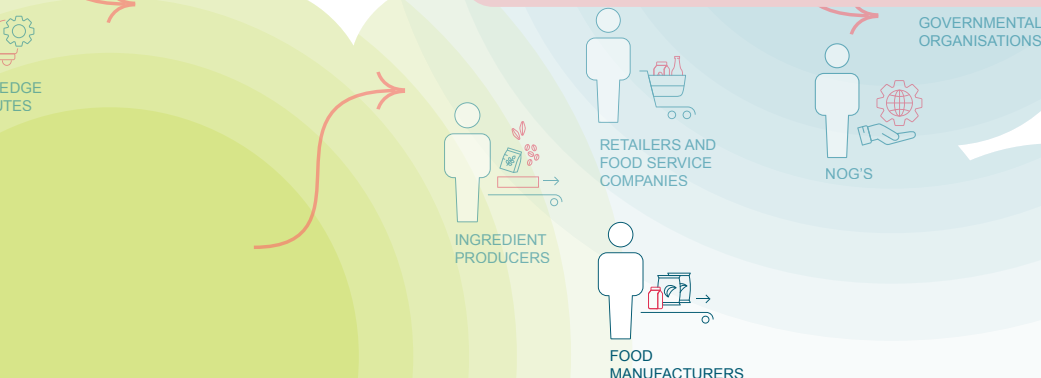 GOVERNMENTAL
ORGANISATIONS
EDGE
UTES
RETAILERS AND
FOOD SERVICE
COMPANIES
NOG'S
INGREDIENT
PRODUCERS
FOOD
MANUFACTURERS